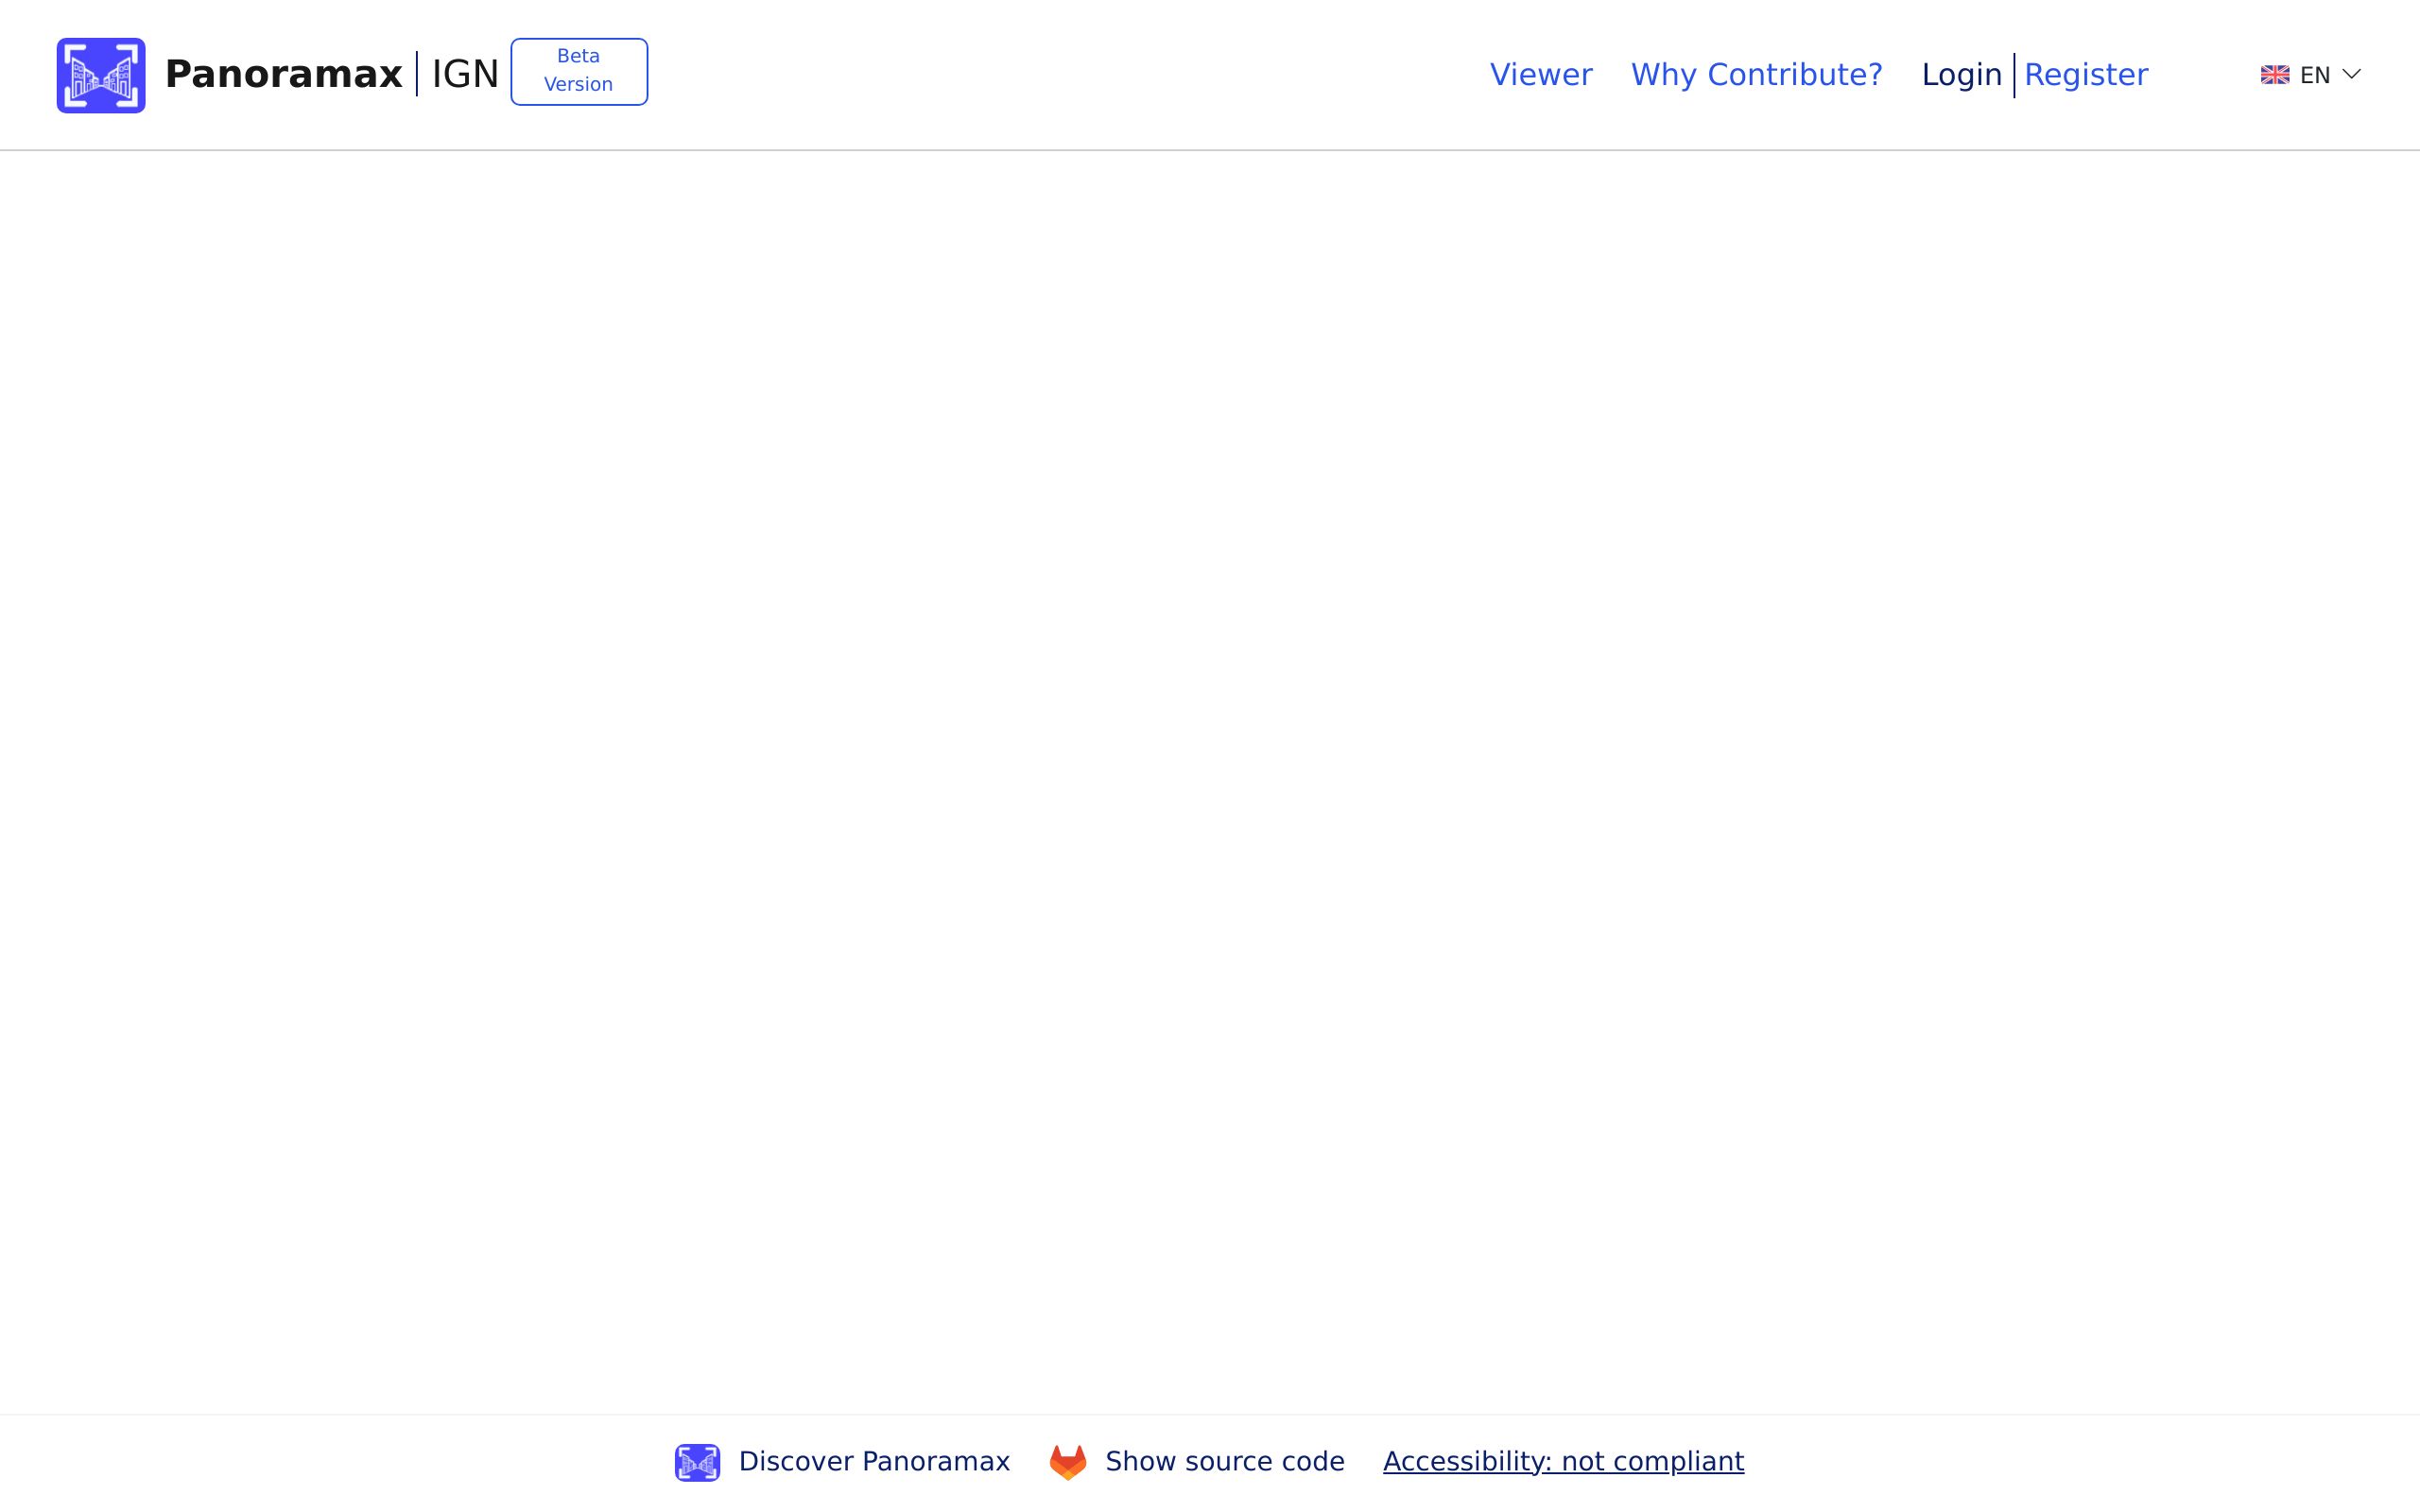 Panoramax IGN
Beta
Version
Viewer Why Contribute? Login Register EN
Discover Panoramax Show source code Accessibility: not compliant